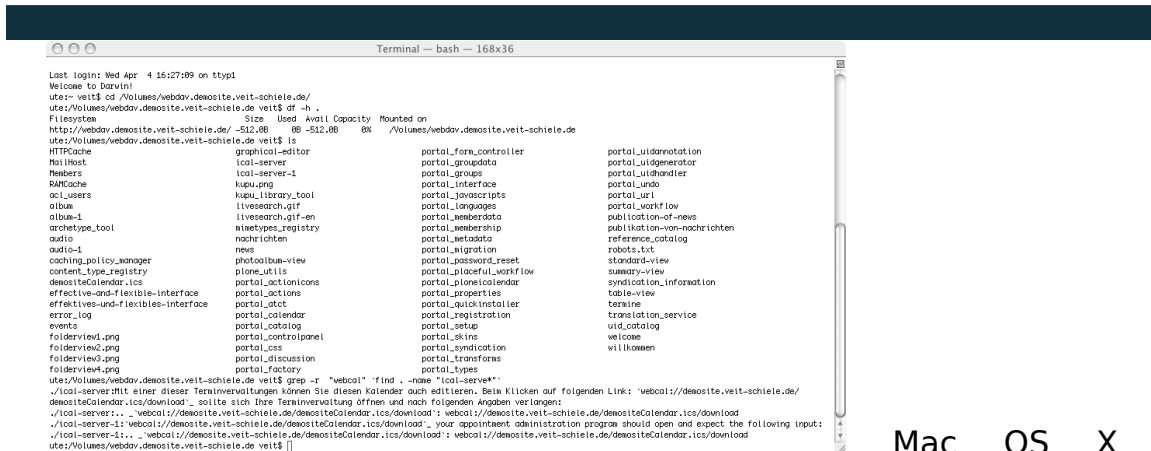 Terminal — bash — 168x36
Last login: Wed Apr 4 16:27:09 on ttyp1
Welcome to Darwin!
ute:~ veit$ cd /Volumes/webdav.demosite.veit-schiele.de/
ute:/Volumes/webdav.demosite.veit-schiele.de veit$ df -h .
Filesystem Size Used Avail Capacity Mounted on
http://webdav.demosite.veit-schiele.de/ -512.0B 0B -512.0B 0% /Volumes/webdav.demosite.veit-schiele.de
ute:/Volumes/webdav.demosite.veit-schiele.de veit$ ls
HTTPCache graphical-editor portal_form_controller portal_uidannotation
MailHost ical-server portal_groupdata portal_uidgenerator
Members ical-server-1 portal_groups portal_uidhandler
RAMCache kupu.png portal_interface portal_undo
acl_users kupu_library_tool portal_javascripts portal_url
album livesearch.gif portal_languages portal_workflow
album-1 livesearch.gif-en portal_memberdata publication-of-news
archetype_tool mimetypes_registry portal_membership publikation-von-nachrichten
audio nachrichten portal_metadata reference_catalog
audio-1 news portal_migration robots.txt
caching_policy_manager photoalbum-view portal_password_reset standard-view
content_type_registry plone_utils portal_placeful_workflow summary-view
demositeCalendar.ics portal_actionicons portal_ploneicalendar syndication_information
effective-and-flexible-interface portal_actions portal_properties table-view
effektives-und-flexibles-interface portal_atct portal_quickinstaller termine
error_log portal_calendar portal_registration translation_service
events portal_catalog portal_setup uid_catalog
folderview1.png portal_controlpanel portal_skins welcome
folderview2.png portal_css portal_syndication willkommen
folderview3.png portal_discussion portal_transforms
folderview4.png portal_factory portal_types
ute:/Volumes/webdav.demosite.veit-schiele.de veit$ grep -r "webcal" `find . -name "ical-serve*"`
./ical-server:Mit einer dieser Terminverwaltungen können Sie diesen Kalender auch editieren. Beim Klicken auf folgenden Link: `webcal://demosite.veit-schiele.de/
demositeCalendar.ics/download`_ sollte sich Ihre Terminverwaltung öffnen und nach folgenden Angaben verlangen:
./ical-server:.. _`webcal://demosite.veit-schiele.de/demositeCalendar.ics/download`: webcal://demosite.veit-schiele.de/demositeCalendar.ics/download
./ical-server-1:`webcal://demosite.veit-schiele.de/demositeCalendar.ics/download`_ your appointment administration program should open and expect the following input:
./ical-server-1:.. _`webcal://demosite.veit-schiele.de/demositeCalendar.ics/download`: webcal://demosite.veit-schiele.de/demositeCalendar.ics/download
ute:/Volumes/webdav.demosite.veit-schiele.de veit$
Mac OS X